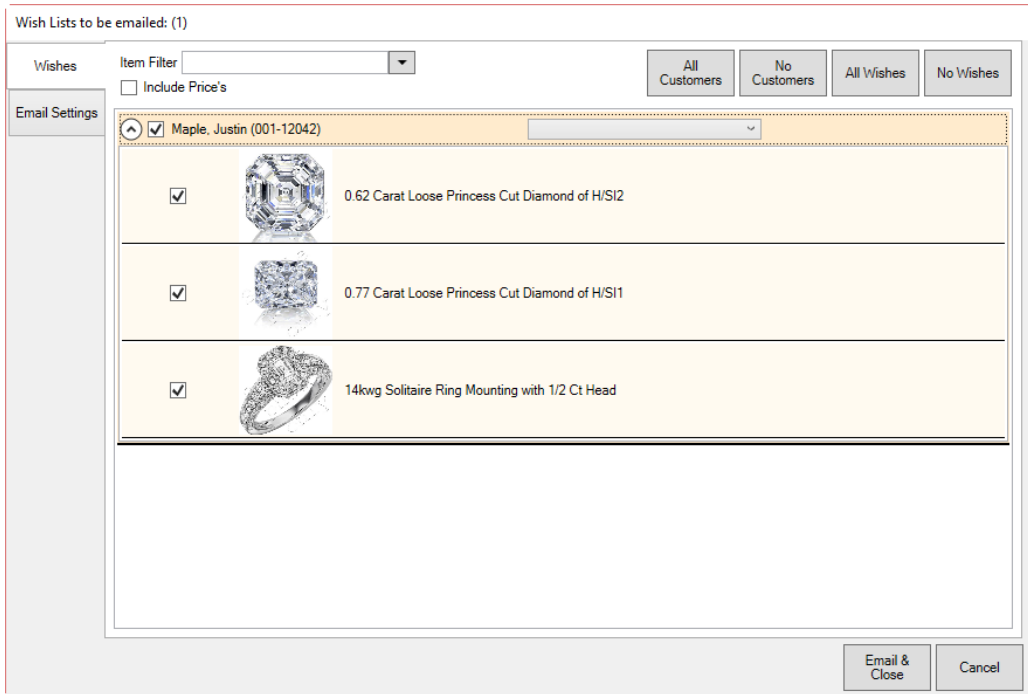 Wish Lists to be emailed: (1)
Wishes
Email Settings
Item Filter
Include Price's
All
Customers
No
Customers
All Wishes
No Wishes
Maple, Justin (001-12042)
0.62 Carat Loose Princess Cut Diamond of H/SI2
0.77 Carat Loose Princess Cut Diamond of H/SI1
14kwg Solitaire Ring Mounting with 1/2 Ct Head
Email &
Close
Cancel